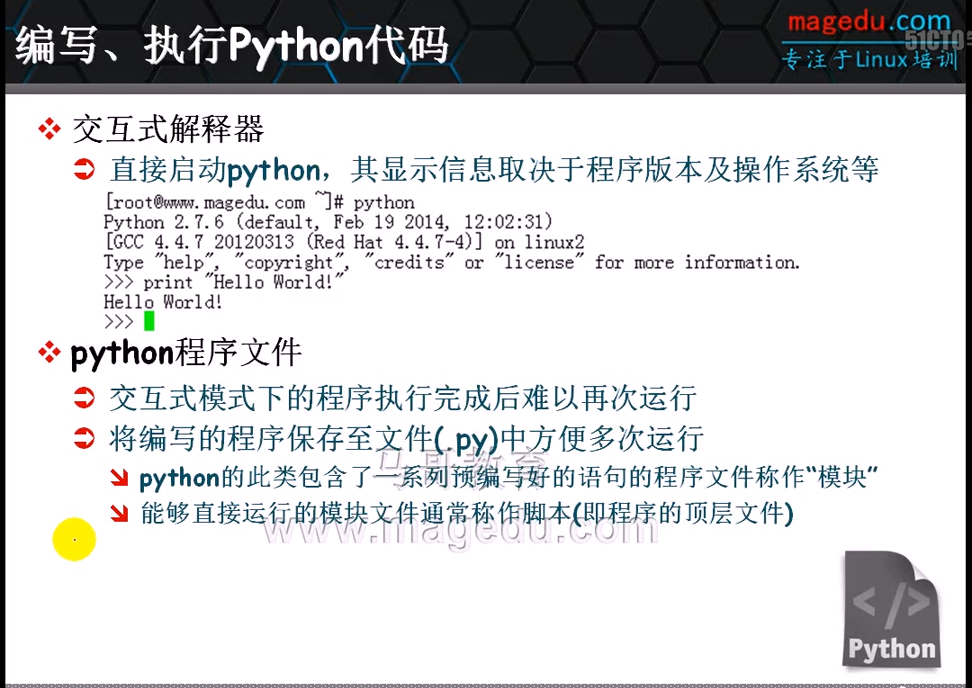 编写、执行Python代码
magedu.com
51CTO
专注于Linux培训
交互式解释器
直接启动python，其显示信息取决于程序版本及操作系统等
[root@www.magedu.com ~]# python
Python 2.7.6 (default, Feb 19 2014, 12:02:31)
[GCC 4.4.7 20120313 (Red Hat 4.4.7-4)] on linux2
Type "help", "copyright", "credits" or "license" for more information.
>>> print "Hello World!"
Hello World!
>>>
python程序文件
交互式模式下的程序执行完成后难以再次运行
将编写的程序保存至文件(.py)中方便多次运行
马哥教育
python的此类包含了一系列预编写好的语句的程序文件称作“模块”
能够直接运行的模块文件通常称作脚本(即程序的顶层文件)
www.magedu.com
</>
Python